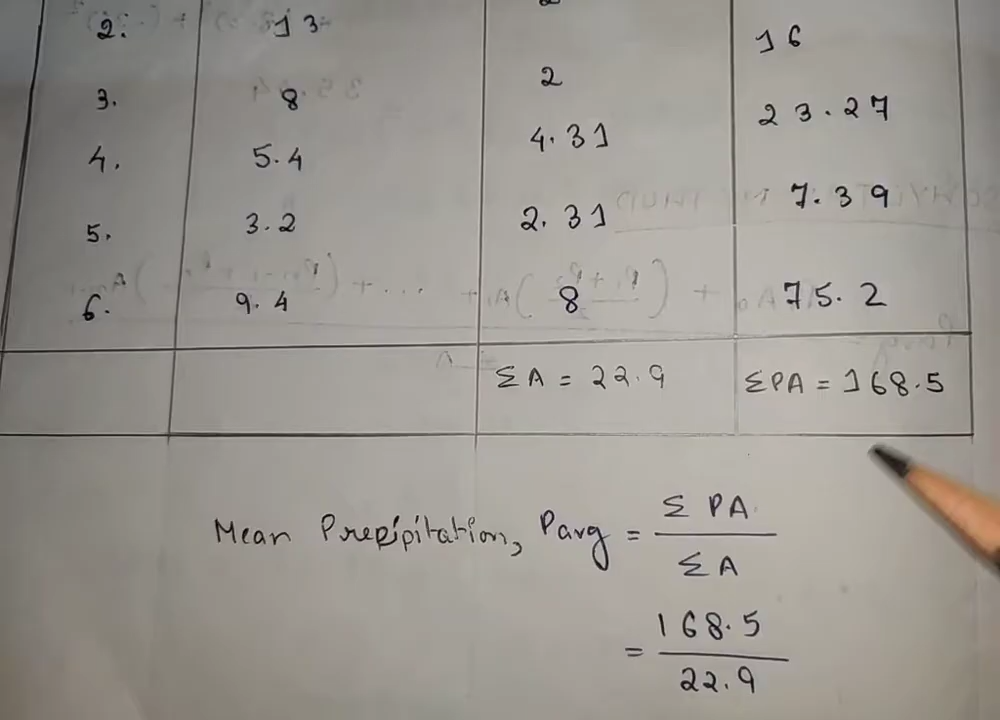 2. 13
3. 8 2 16
4. 5.4 4.31 23.27
5. 3.2 2.31 7.39
6. 9.4 8 75.2
ΣA = 22.9 ΣPA = 168.5
Mean Precipitation, Pavg = ΣPA / ΣA
= 168.5 / 22.9